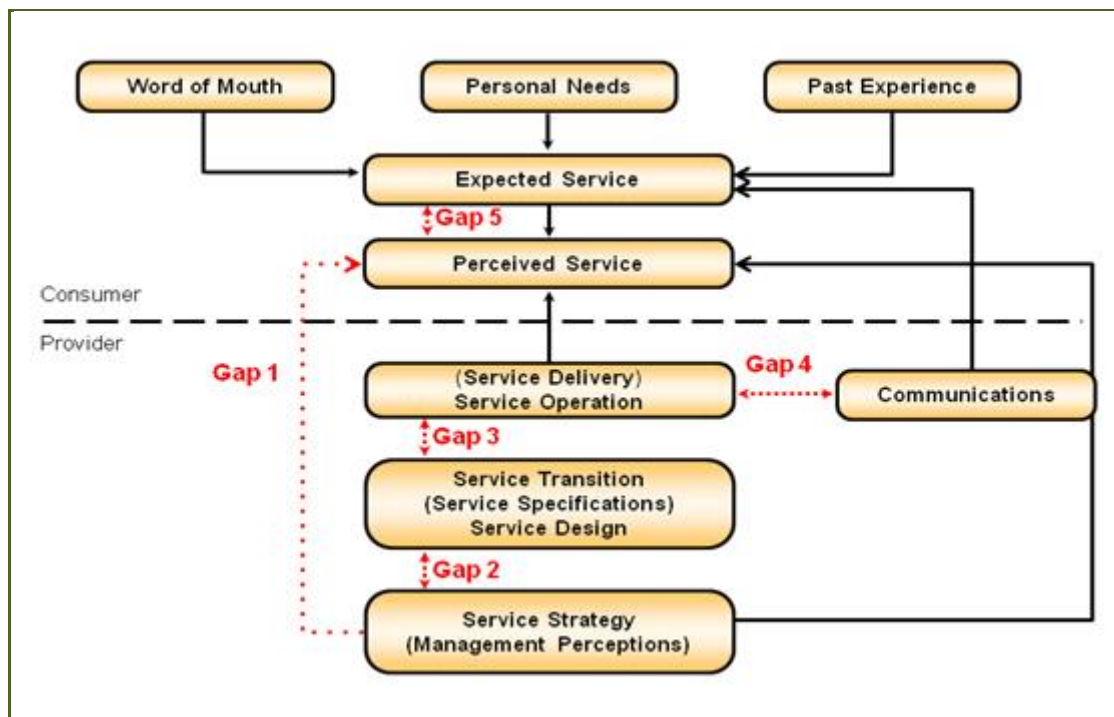 Word of Mouth
Personal Needs
Past Experience
Expected Service
Gap 5
Perceived Service
Consumer
Provider
Gap 1
(Service Delivery)
Service Operation
Gap 4
Communications
Gap 3
Service Transition
(Service Specifications)
Service Design
Gap 2
Service Strategy
(Management Perceptions)